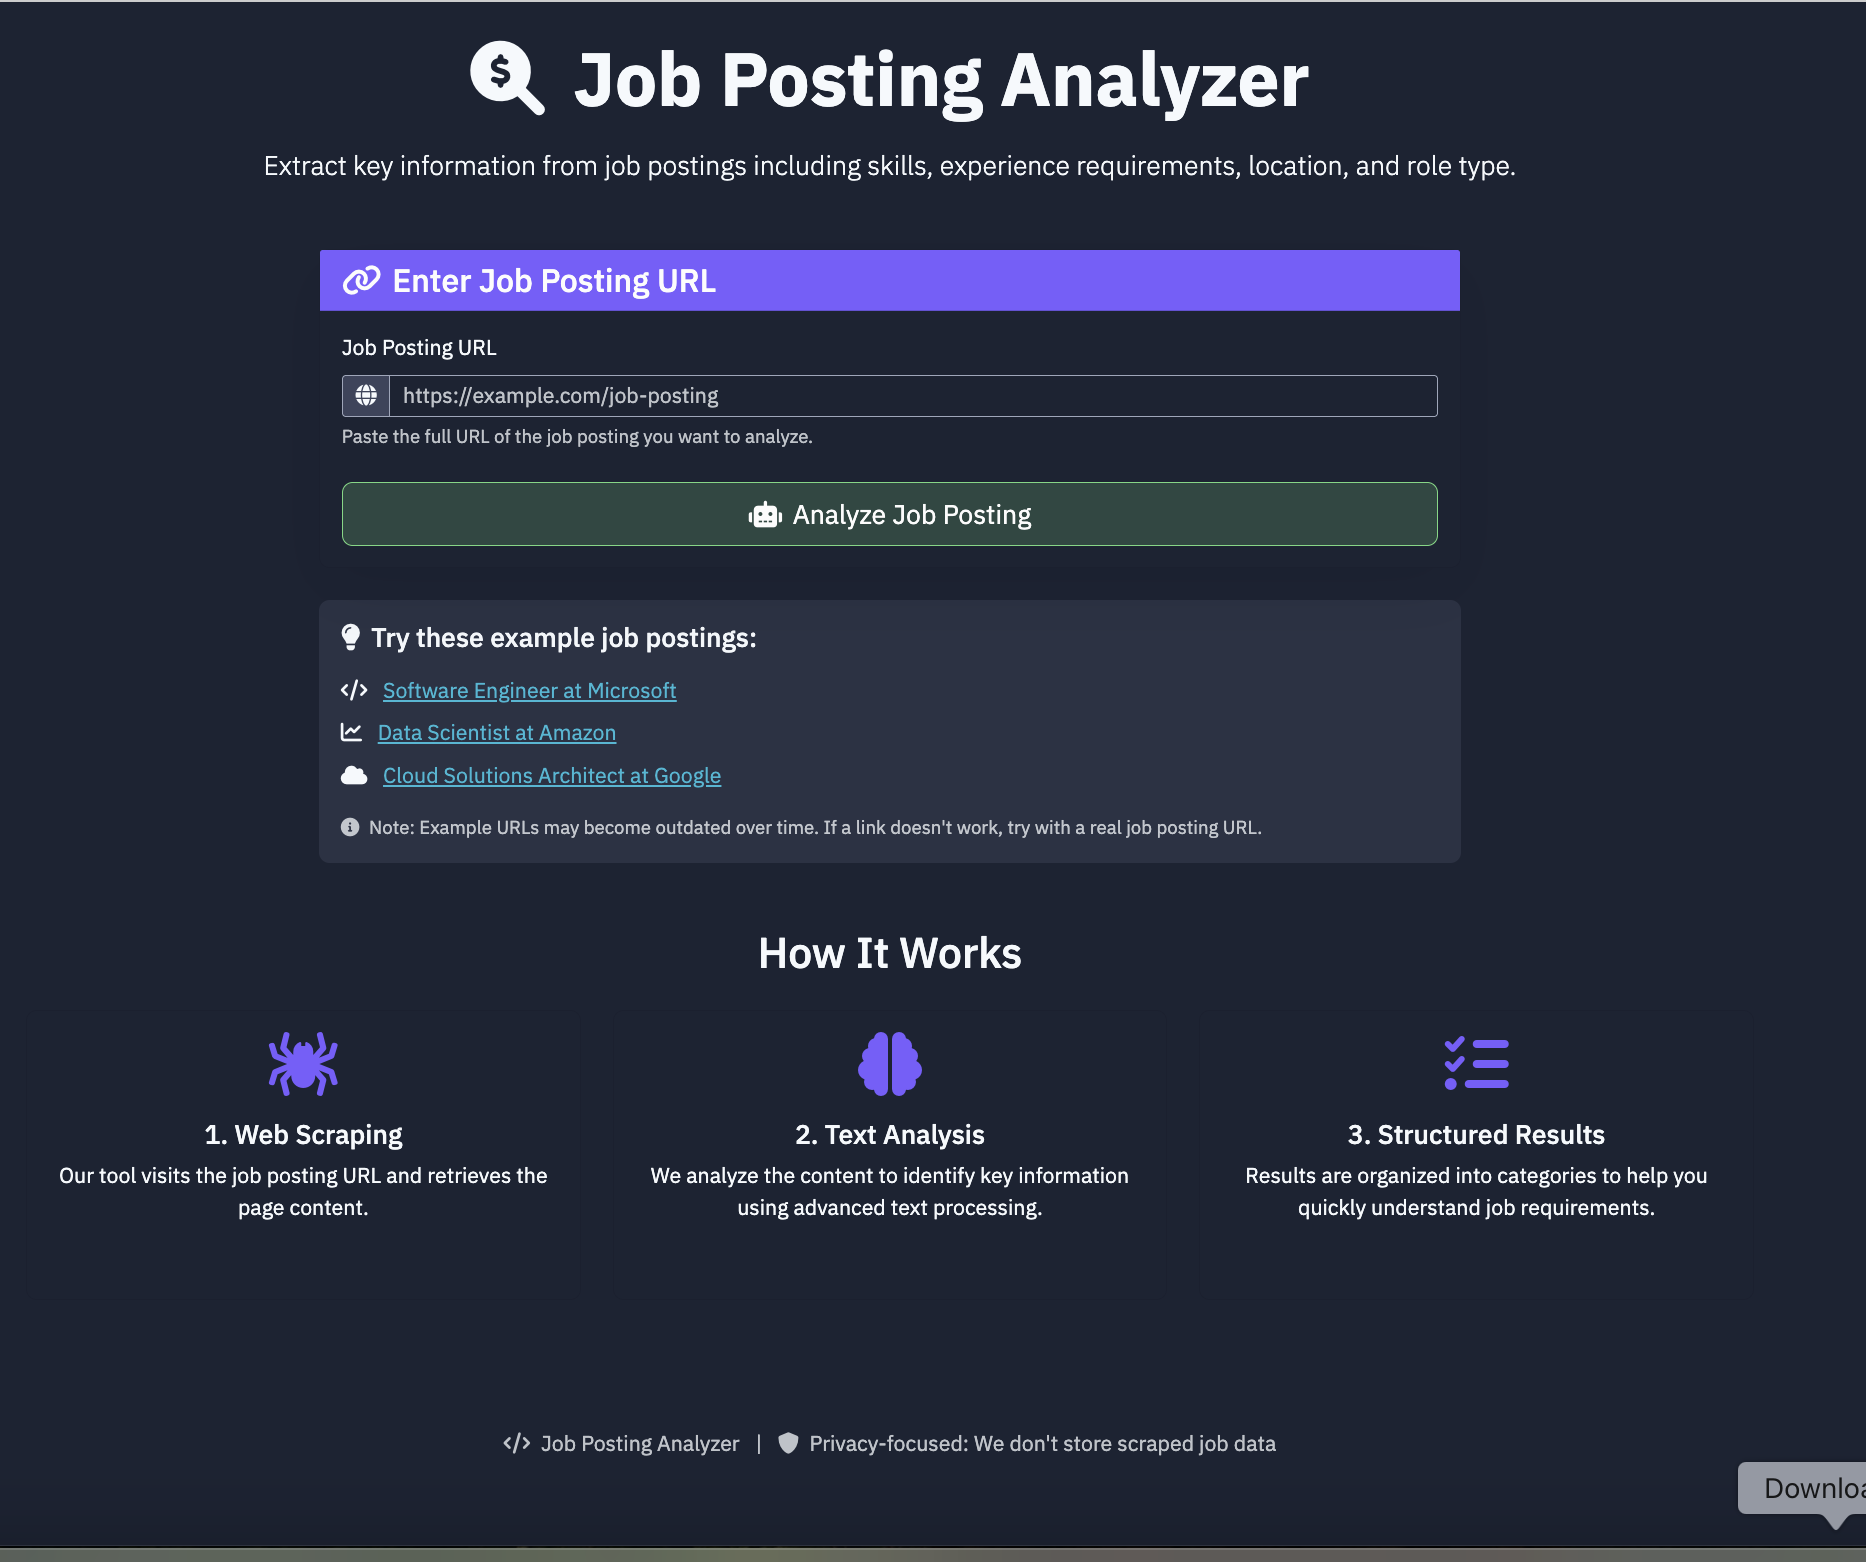 Job Posting Analyzer
Extract key information from job postings including skills, experience requirements, location, and role type.
Enter Job Posting URL
Job Posting URL
https://example.com/job-posting
Paste the full URL of the job posting you want to analyze.
Analyze Job Posting
Try these example job postings:
Software Engineer at Microsoft
Data Scientist at Amazon
Cloud Solutions Architect at Google
Note: Example URLs may become outdated over time. If a link doesn't work, try with a real job posting URL.
How It Works
1. Web Scraping
Our tool visits the job posting URL and retrieves the
page content.
2. Text Analysis
We analyze the content to identify key information
using advanced text processing.
3. Structured Results
Results are organized into categories to help you
quickly understand job requirements.
Job Posting Analyzer | Privacy-focused: We don't store scraped job data